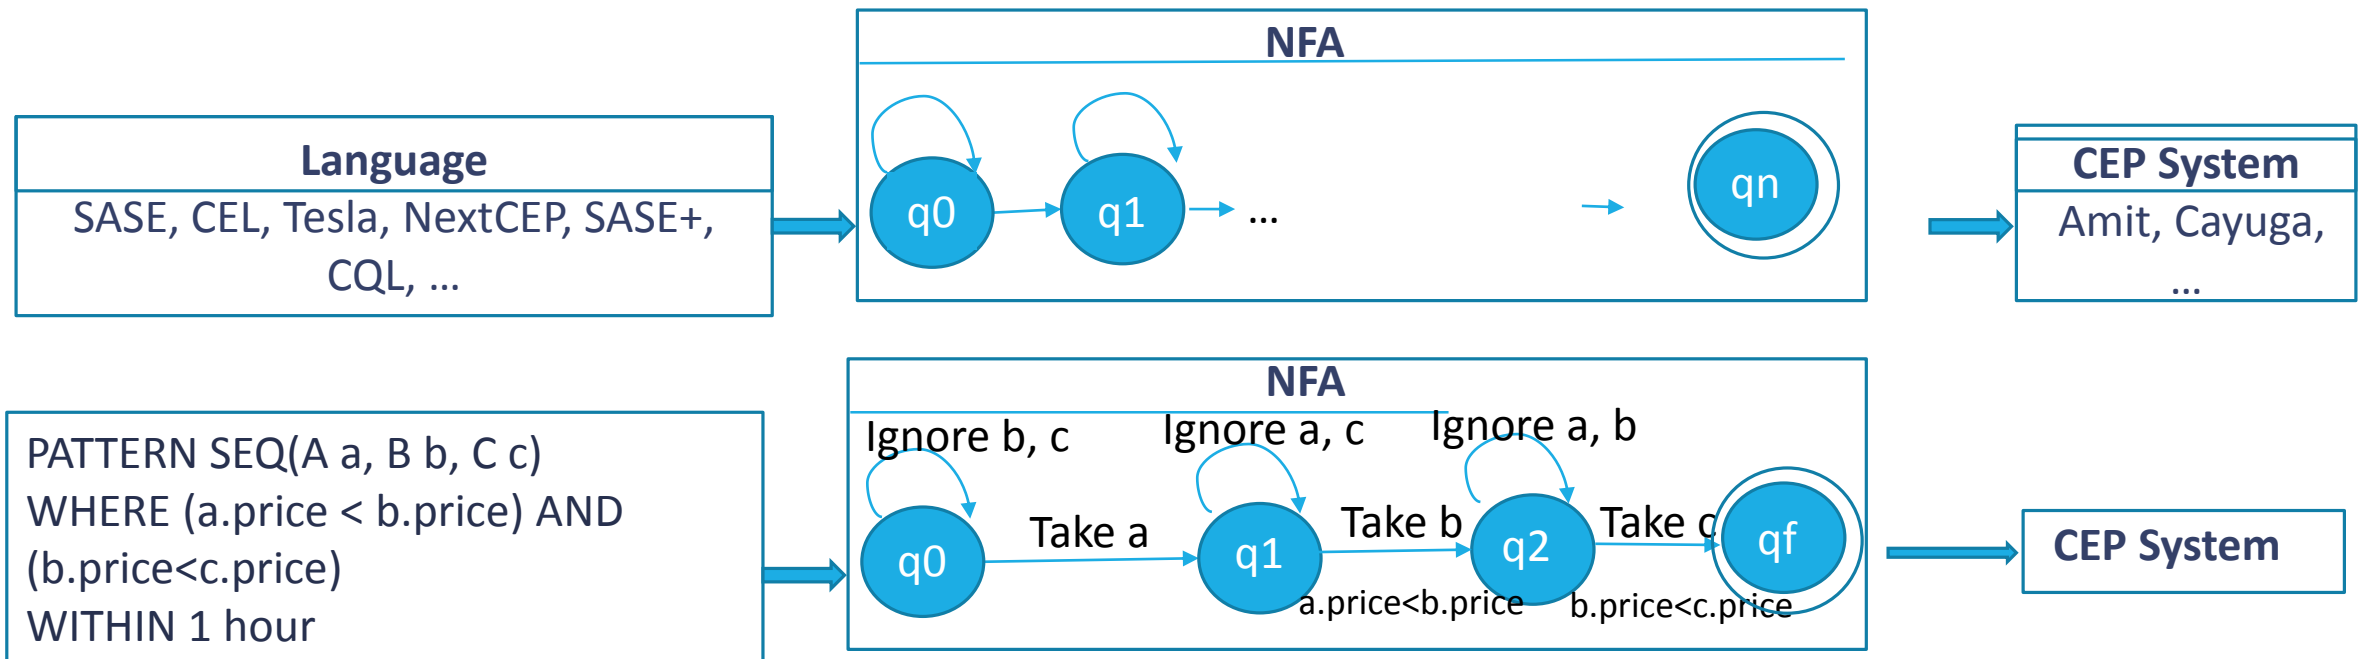 NFA
Language
SASE, CEL, Tesla, NextCEP, SASE+,
CQL, ...
q0
q1
...
qn
CEP System
Amit, Cayuga,
...
PATTERN SEQ(A a, B b, C c)
WHERE (a.price < b.price) AND
(b.price<c.price)
WITHIN 1 hour
NFA
Ignore b, c
Ignore a, c
Ignore a, b
q0
Take a
q1
Take b
q2
Take c
qf
a.price<b.price
b.price<c.price
CEP System